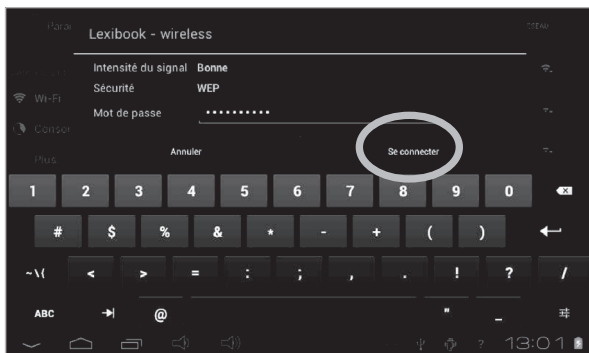 Lexibook - wireless
Intensité du signal Bonne
Sécurité WEP
Wi-Fi
Mot de passe ••••••••••
Annuler Se connecter
Plus
1 2 3 4 5 6 7 8 9 0
# $ % & * - + ( )
~\{ < > = : ; , . ! ? /
ABC @ " _
? 13:01